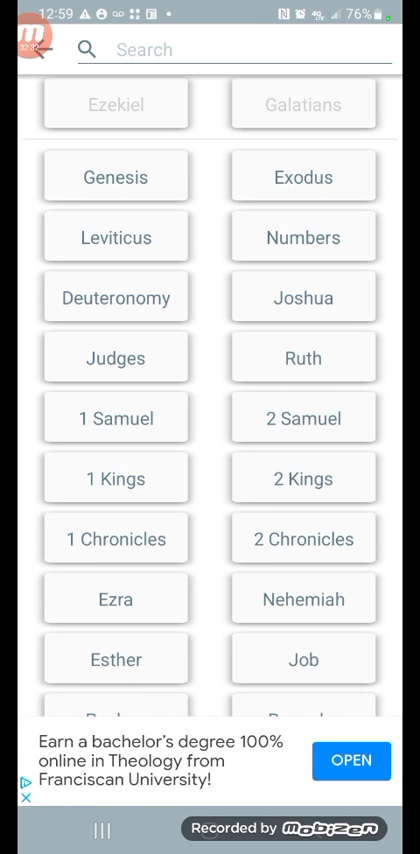 12:59
76%
32:32
Search
Ezekiel Galatians
Genesis Exodus
Leviticus Numbers
Deuteronomy Joshua
Judges Ruth
1 Samuel 2 Samuel
1 Kings 2 Kings
1 Chronicles 2 Chronicles
Ezra Nehemiah
Esther Job
Earn a bachelor's degree 100%
online in Theology from
Franciscan University!
OPEN
Recorded by mobizen